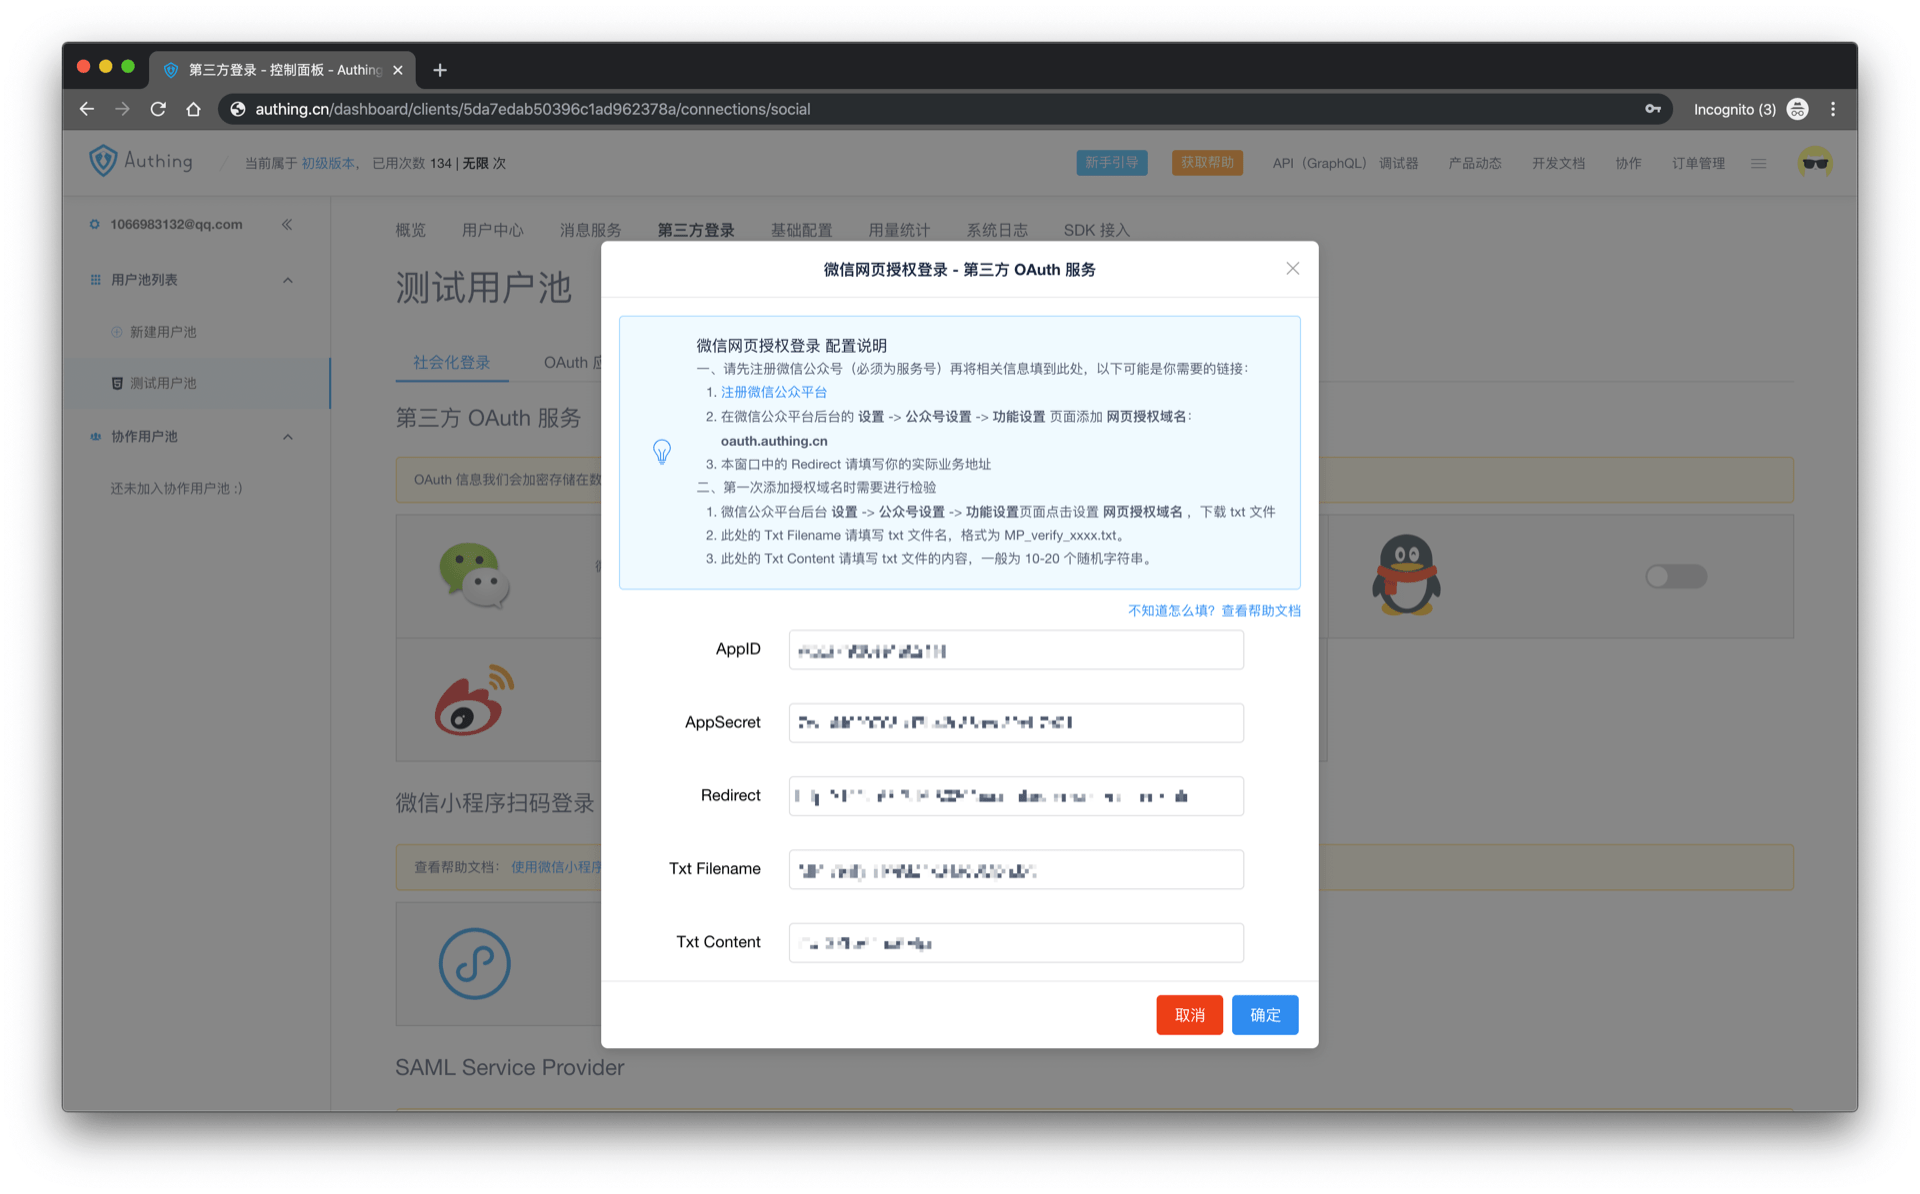 第三方登录 - 控制面板 - Authing
authing.cn/dashboard/clients/5da7edab50396c1ad962378a/connections/social
Incognito (3)
Authing
当前属于 初级版本， 已用次数 134 | 无限 次
新手引导
获取帮助
API（GraphQL） 调试器
产品动态
开发文档
协作
订单管理
1066983132@qq.com
用户池列表
新建用户池
测试用户池
协作用户池
还未加入协作用户池 :)
概览
用户中心
消息服务
第三方登录
基础配置
用量统计
系统日志
SDK 接入
测试用户池
社会化登录
OAuth
第三方 OAuth 服务
OAuth 信息我们会加密存储在数
微信小程序扫码登录
查看帮助文档： 使用微信小程序
SAML Service Provider
微信网页授权登录 - 第三方 OAuth 服务
微信网页授权登录 配置说明
一、请先注册微信公众号（必须为服务号）再将相关信息填到此处，以下可能是你需要的链接：
1. 注册微信公众平台
2. 在微信公众平台后台的 设置 -> 公众号设置 -> 功能设置 页面添加 网页授权域名：
oauth.authing.cn
3. 本窗口中的 Redirect 请填写你的实际业务地址
二、第一次添加授权域名时需要进行检验
1. 微信公众平台后台 设置 -> 公众号设置 -> 功能设置页面点击设置 网页授权域名 ，下载 txt 文件
2. 此处的 Txt Filename 请填写 txt 文件名，格式为 MP_verify_xxxx.txt。
3. 此处的 Txt Content 请填写 txt 文件的内容，一般为 10-20 个随机字符串。
不知道怎么填？查看帮助文档
AppID
AppSecret
Redirect
Txt Filename
Txt Content
取消
确定